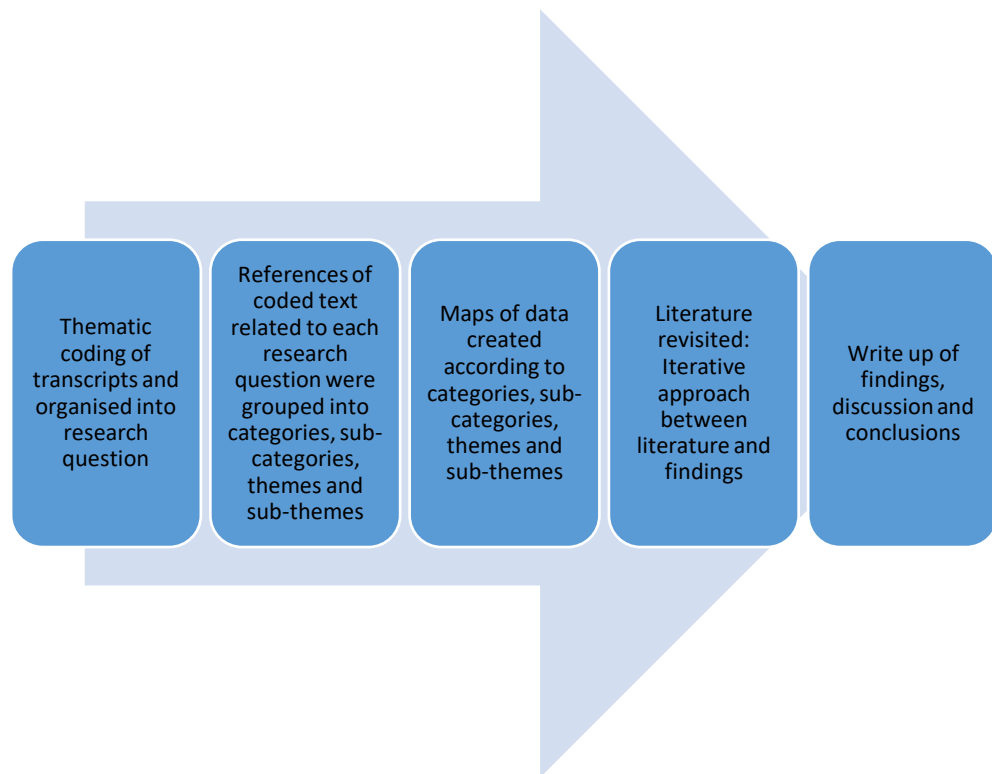 Thematic
coding of
transcripts and
organised into
research
question
References of
coded text
related to each
research
question were
grouped into
categories, sub-
categories,
themes and
sub-themes
Maps of data
created
according to
categories, sub-
categories,
themes and
sub-themes
Literature
revisited:
Iterative
approach
between
literature and
findings
Write up of
findings,
discussion and
conclusions